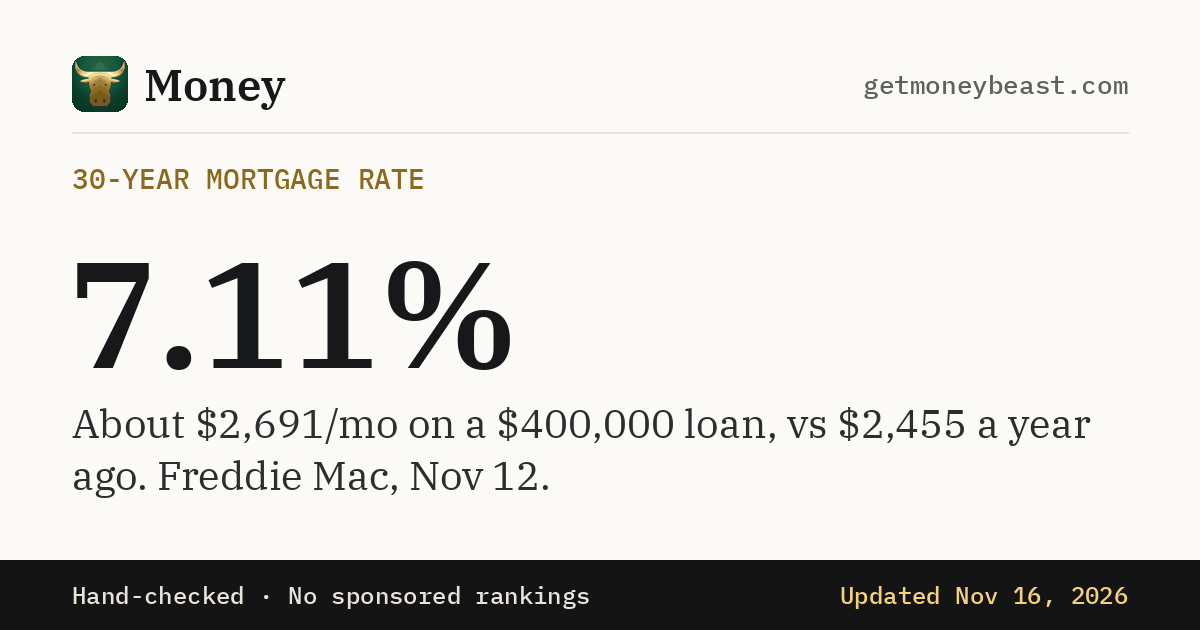 Money
getmoneybeast.com
30-YEAR MORTGAGE RATE
7.11%
About $2,691/mo on a $400,000 loan, vs $2,455 a year
ago. Freddie Mac, Nov 12.
Hand-checked · No sponsored rankings
Updated Nov 16, 2026